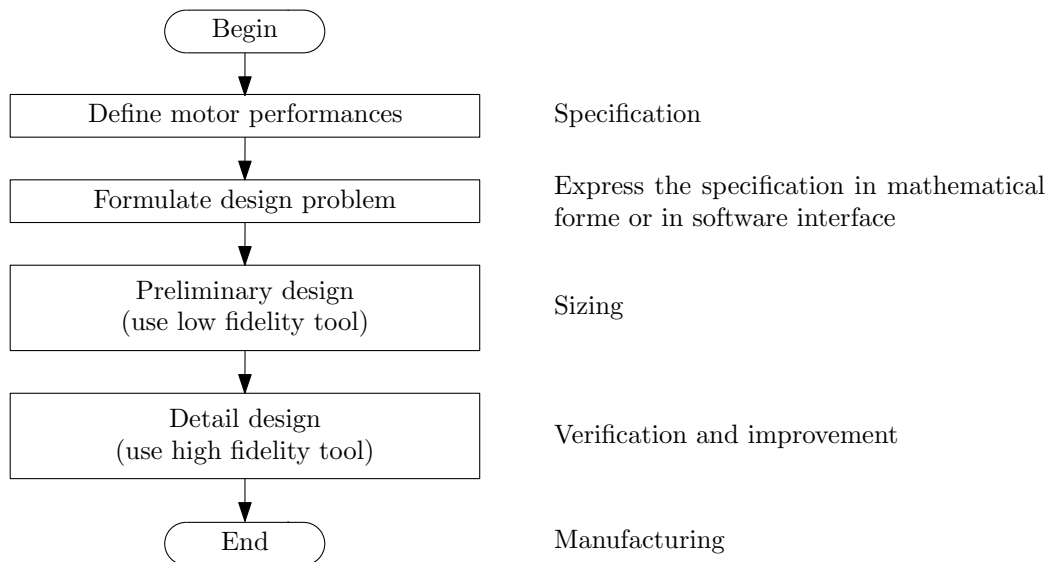 Begin
Define motor performances
Specification
Formulate design problem
Express the specification in mathematical
forme or in software interface
Preliminary design
(use low fidelity tool)
Sizing
Detail design
(use high fidelity tool)
Verification and improvement
End
Manufacturing